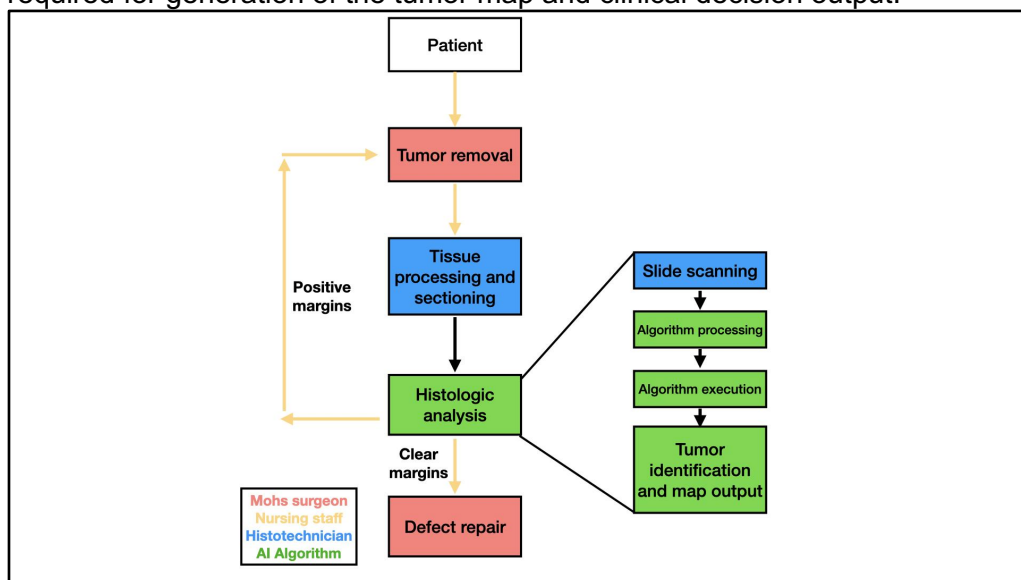 required for generation of the tumor map and clinical decision output.
Patient
Tumor removal
Tissue
processing and
sectioning
Positive
margins
Histologic
analysis
Clear
margins
Defect repair
Slide scanning
Algorithm processing
Algorithm execution
Tumor
identification
and map output
Mohs surgeon
Nursing staff
Histotechnician
AI Algorithm